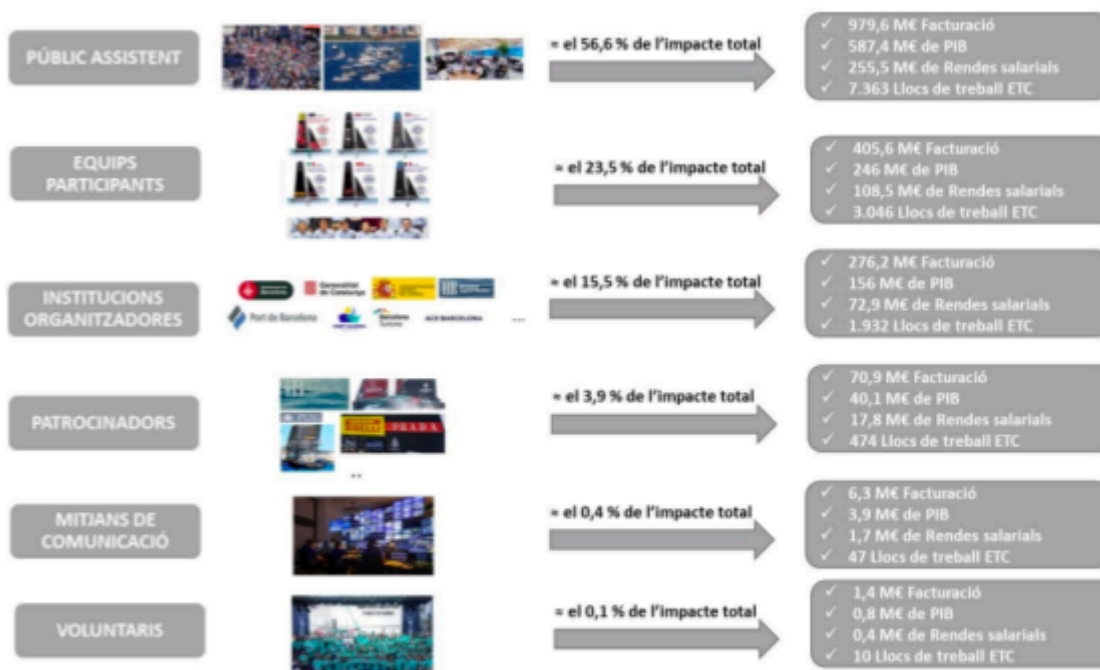 PÚBLIC ASSISTENT
≈ el 56,6 % de l’impacte total
✓ 979,6 M€ Facturació
✓ 587,4 M€ de PIB
✓ 255,5 M€ de Rendes salarials
✓ 7.363 Llocs de treball ETC
EQUIPS
PARTICIPANTS
≈ el 23,5 % de l’impacte total
✓ 405,6 M€ Facturació
✓ 246 M€ de PIB
✓ 108,5 M€ de Rendes salarials
✓ 3.046 Llocs de treball ETC
INSTITUCIONS
ORGANITZADORES
Generalitat
de Catalunya
Port de Barcelona
Barcelona
Turisme
ACE BARCELONA
...
≈ el 15,5 % de l’impacte total
✓ 276,2 M€ Facturació
✓ 156 M€ de PIB
✓ 72,9 M€ de Rendes salarials
✓ 1.932 Llocs de treball ETC
PATROCINADORS
PIRELLI
PRADA
≈ el 3,9 % de l’impacte total
✓ 70,9 M€ Facturació
✓ 40,1 M€ de PIB
✓ 17,8 M€ de Rendes salarials
✓ 474 Llocs de treball ETC
MITJANS DE
COMUNICACIÓ
≈ el 0,4 % de l’impacte total
✓ 6,3 M€ Facturació
✓ 3,9 M€ de PIB
✓ 1,7 M€ de Rendes salarials
✓ 47 Llocs de treball ETC
VOLUNTARIS
≈ el 0,1 % de l’impacte total
✓ 1,4 M€ Facturació
✓ 0,8 M€ de PIB
✓ 0,4 M€ de Rendes salarials
✓ 10 Llocs de treball ETC